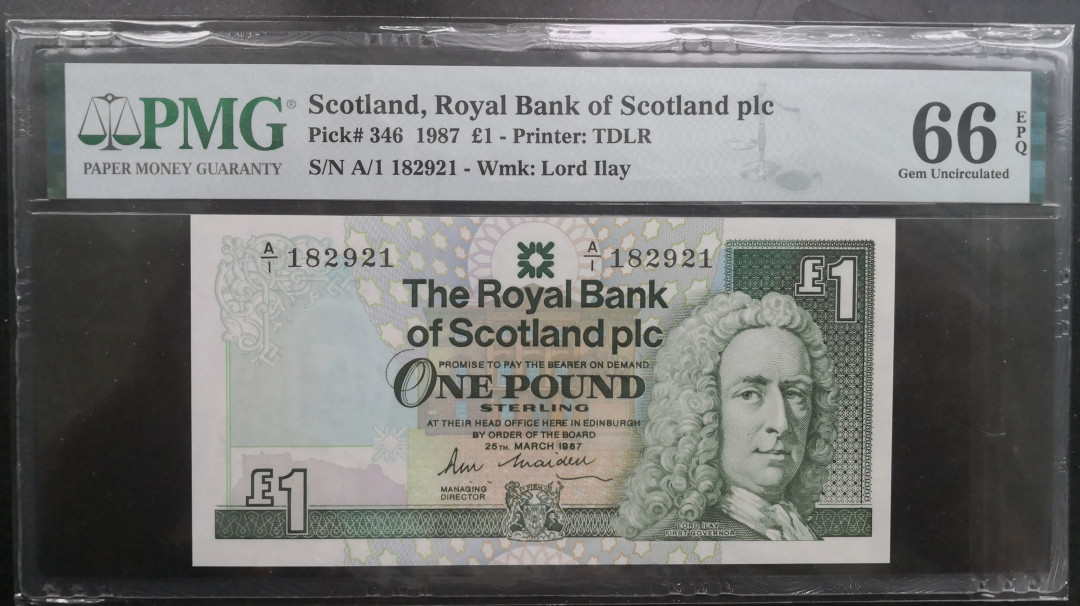 PMG®
PAPER MONEY GUARANTY
Scotland, Royal Bank of Scotland plc
Pick# 346 1987 £1 - Printer: TDLR
S/N A/1 182921 - Wmk: Lord Ilay
66
EPQ
Gem Uncirculated
A/1 182921
A/1 182921
£1
The Royal Bank
of Scotland plc
PROMISE TO PAY THE BEARER ON DEMAND
ONE POUND
STERLING
AT THEIR HEAD OFFICE HERE IN EDINBURGH
BY ORDER OF THE BOARD
25TH. MARCH 1987
MANAGING
DIRECTOR
£1
LORD ILAY
FIRST GOVERNOR